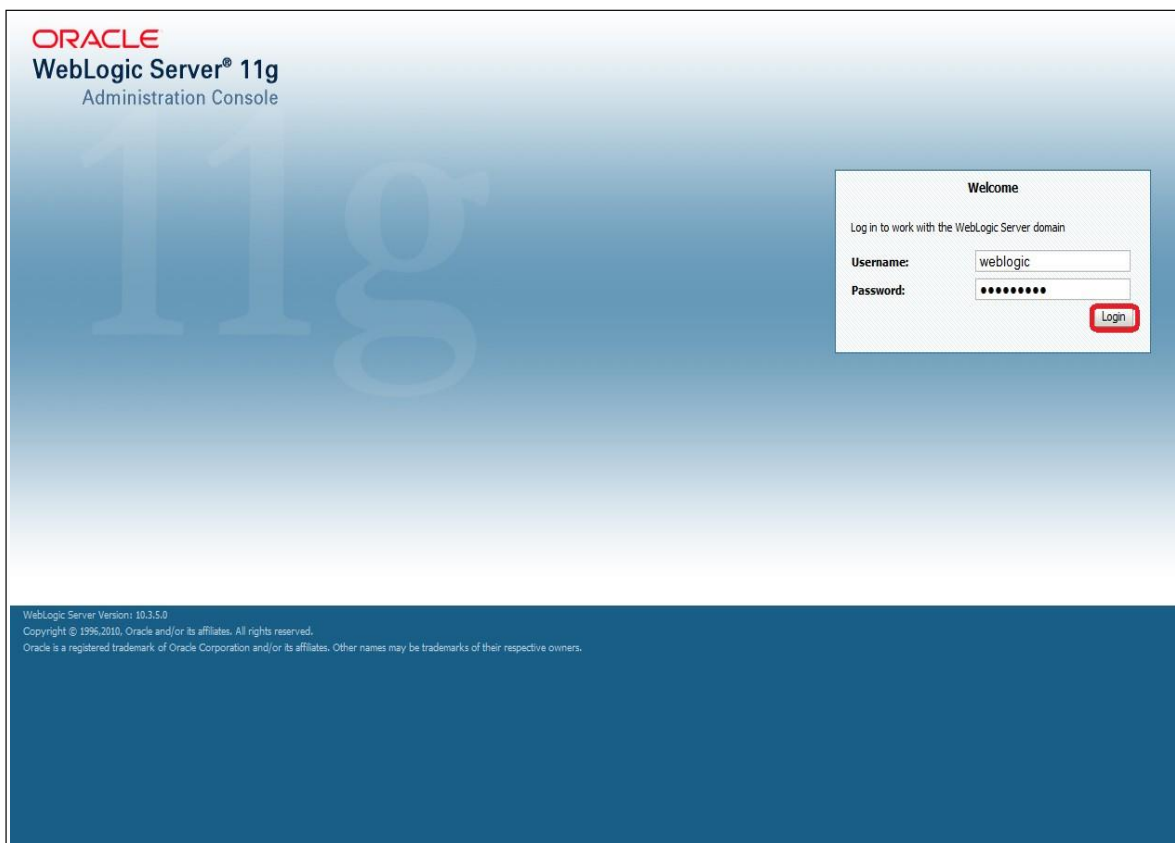 ORACLE
WebLogic Server® 11g
Administration Console
11g
Welcome
Log in to work with the WebLogic Server domain
Username: weblogic
Password: •••••••••
Login
WebLogic Server Version: 10.3.5.0
Copyright © 1996,2010, Oracle and/or its affiliates. All rights reserved.
Oracle is a registered trademark of Oracle Corporation and/or its affiliates. Other names may be trademarks of their respective owners.